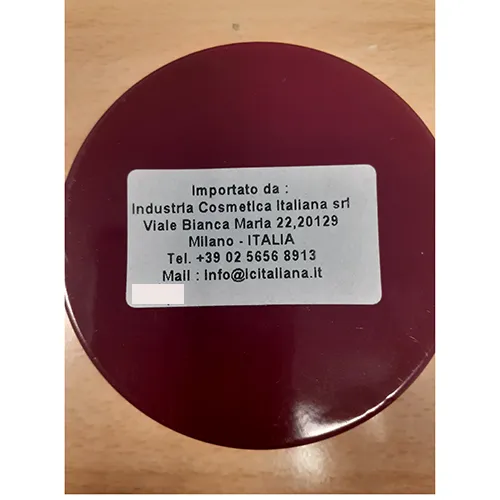 Importato da :
Industria Cosmetica Italiana srl
Viale Bianca Maria 22,20129
Milano - ITALIA
Tel. +39 02 5656 8913
Mail : Info@icitaliana.it